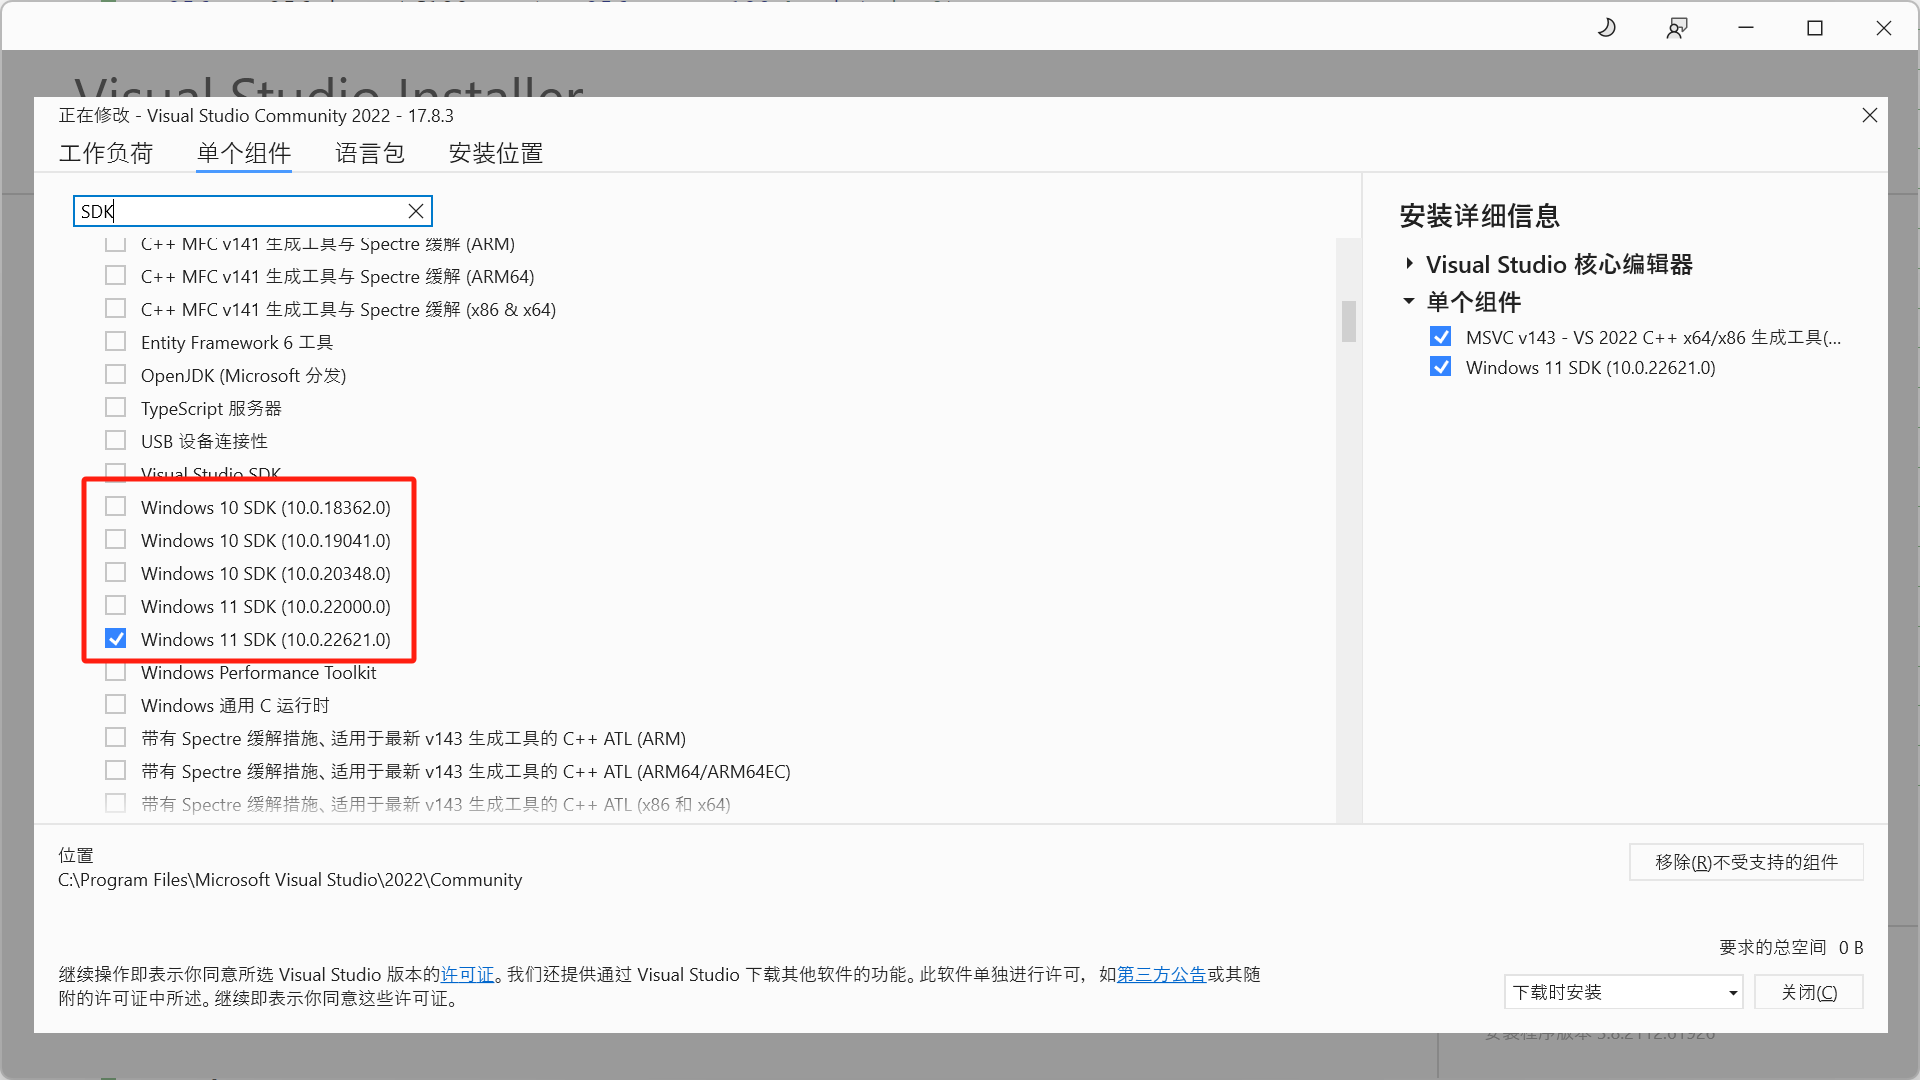 Visual Studio Installer
正在修改 - Visual Studio Community 2022 - 17.8.3
工作负荷 单个组件 语言包 安装位置
SDK
C++ MFC v141 生成工具与 Spectre 缓解 (ARM)
C++ MFC v141 生成工具与 Spectre 缓解 (ARM64)
C++ MFC v141 生成工具与 Spectre 缓解 (x86 & x64)
Entity Framework 6 工具
OpenJDK (Microsoft 分发)
TypeScript 服务器
USB 设备连接性
Visual Studio SDK
Windows 10 SDK (10.0.18362.0)
Windows 10 SDK (10.0.19041.0)
Windows 10 SDK (10.0.20348.0)
Windows 11 SDK (10.0.22000.0)
Windows 11 SDK (10.0.22621.0)
Windows Performance Toolkit
Windows 通用 C 运行时
带有 Spectre 缓解措施、适用于最新 v143 生成工具的 C++ ATL (ARM)
带有 Spectre 缓解措施、适用于最新 v143 生成工具的 C++ ATL (ARM64/ARM64EC)
带有 Spectre 缓解措施、适用于最新 v143 生成工具的 C++ ATL (x86 和 x64)
安装详细信息
Visual Studio 核心编辑器
单个组件
MSVC v143 - VS 2022 C++ x64/x86 生成工具(...
Windows 11 SDK (10.0.22621.0)
位置
C:\Program Files\Microsoft Visual Studio\2022\Community
移除(R)不受支持的组件
要求的总空间 0 B
继续操作即表示你同意所选 Visual Studio 版本的许可证。我们还提供通过 Visual Studio 下载其他软件的功能。此软件单独进行许可，如第三方公告或其随
附的许可证中所述。继续即表示你同意这些许可证。
下载时安装 关闭(C)